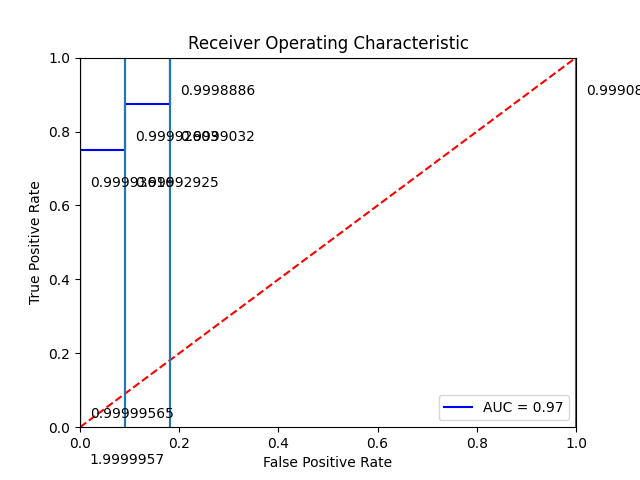 Receiver Operating Characteristic
1.0
0.9998886
0.99908
0.8
0.9999032
True Positive Rate
0.6
0.99992925
0.4
0.2
0.99999565
AUC = 0.97
0.0
0.0 0.2 0.4 0.6 0.8 1.0
1.9999957
False Positive Rate